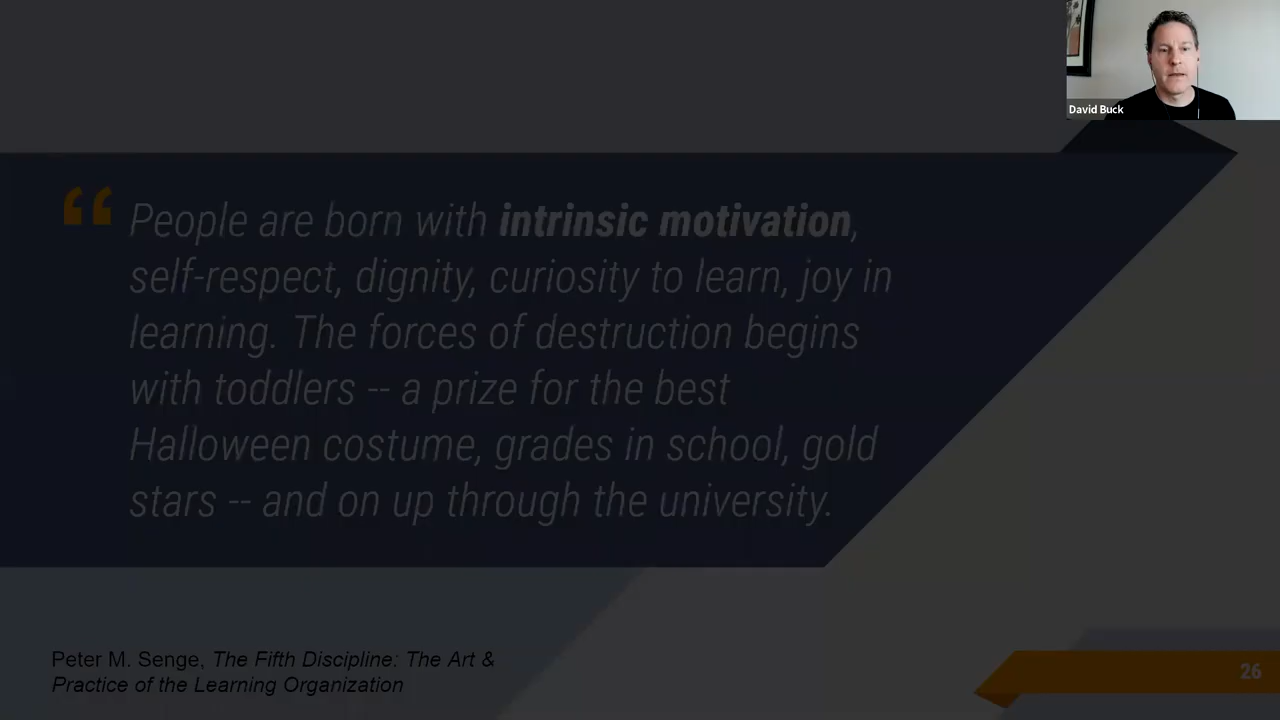 David Buck
“ People are born with intrinsic motivation,
self-respect, dignity, curiosity to learn, joy in
learning. The forces of destruction begins
with toddlers -- a prize for the best
Halloween costume, grades in school, gold
stars -- and on up through the university.
Peter M. Senge, The Fifth Discipline: The Art &
Practice of the Learning Organization
26